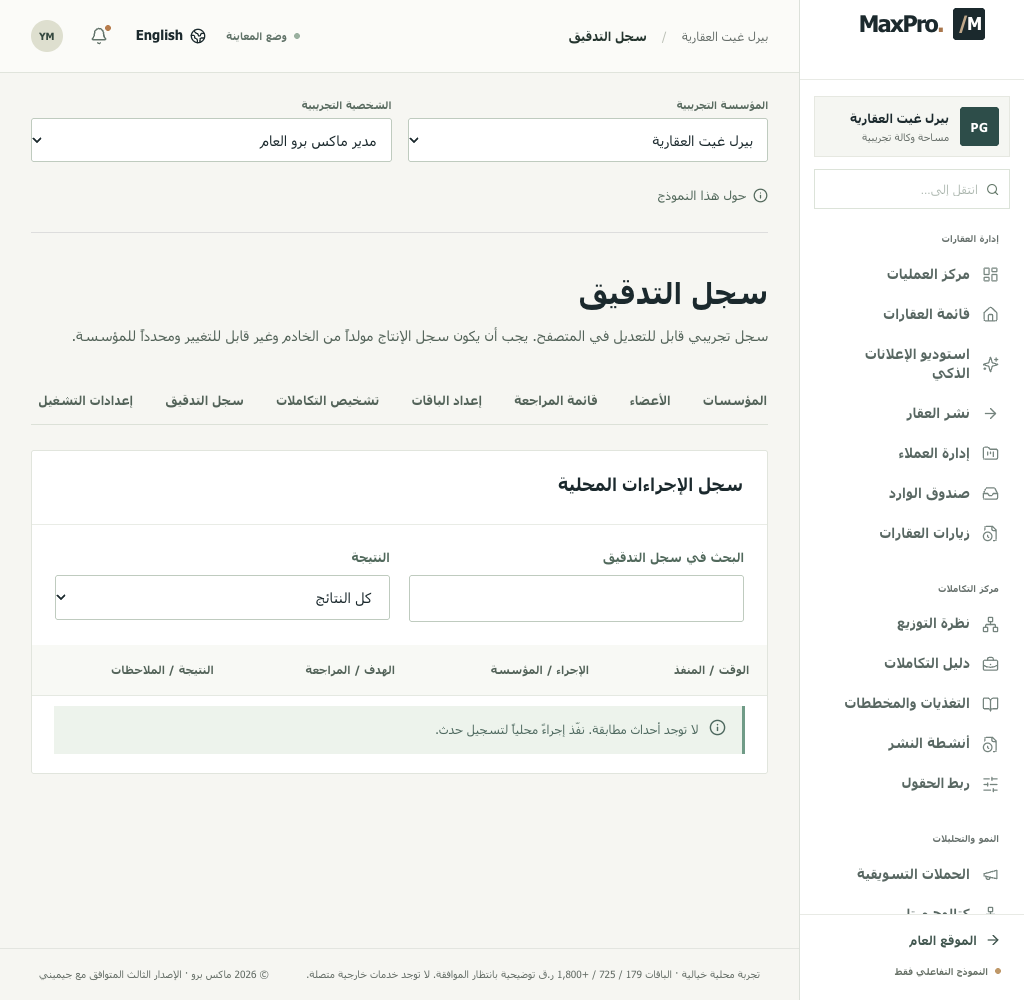 MaxPro.
/M
بيرل غيت العقارية
مساحة وكالة تجريبية
PG
انتقل إلى...
إدارة العقارات
مركز العمليات
قائمة العقارات
استوديو الإعلانات
الذكي
نشر العقار
إدارة العملاء
صندوق الوارد
زيارات العقارات
مركز التكاملات
نظرة التوزيع
دليل التكاملات
التغذيات والمخططات
أنشطة النشر
ربط الحقول
النمو والتحليلات
الحملات التسويقية
الموقع العام
النموذج التفاعلي فقط
بيرل غيت العقارية / سجل التدقيق
وضع المعاينة
English
YM
المؤسسة التجريبية
بيرل غيت العقارية
الشخصية التجريبية
مدير ماكس برو العام
حول هذا النموذج
سجل التدقيق
سجل تجريبي قابل للتعديل في المتصفح. يجب أن يكون سجل الإنتاج مولداً من الخادم وغير قابل للتغيير ومحدداً للمؤسسة.
المؤسسات الأعضاء قائمة المراجعة إعداد الباقات تشخيص التكاملات سجل التدقيق إعدادات التشغيل
سجل الإجراءات المحلية
البحث في سجل التدقيق
النتيجة
كل النتائج
الوقت / المنفذ الإجراء / المؤسسة الهدف / المراجعة النتيجة / الملاحظات
لا توجد أحداث مطابقة. نفّذ إجراءً محلياً لتسجيل حدث.
تجربة محلية خيالية · الباقات 179 / 725 / +1,800 ر.ق توضيحية بانتظار الموافقة. لا توجد خدمات خارجية متصلة.
© 2026 ماكس برو · الإصدار الثالث المتوافق مع جيميني